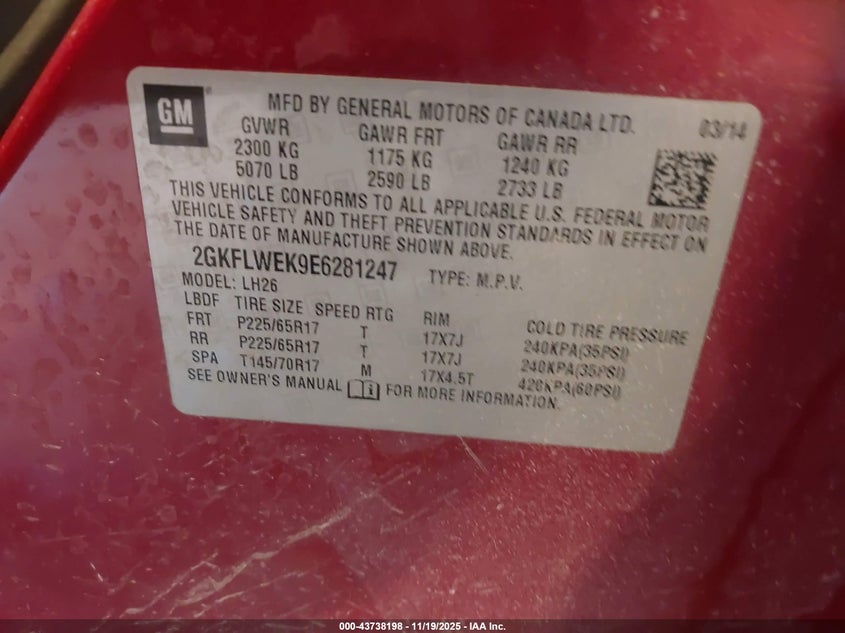 GM ®
MFD BY GENERAL MOTORS OF CANADA LTD. 03/14
GVWR GAWR FRT GAWR RR
2300 KG 1175 KG 1240 KG
5070 LB 2590 LB 2733 LB
THIS VEHICLE CONFORMS TO ALL APPLICABLE U.S. FEDERAL MOTOR
VEHICLE SAFETY AND THEFT PREVENTION STANDARDS IN EFFECT ON
THE DATE OF MANUFACTURE SHOWN ABOVE.
2GKFLWEK9E6281247 TYPE: M.P.V.
MODEL: LH26
LBDF TIRE SIZE SPEED RTG RIM COLD TIRE PRESSURE
FRT P225/65R17 T 17X7J 240KPA(35PSI)
RR P225/65R17 T 17X7J 240KPA(35PSI)
SPA T145/70R17 M 17X4.5T 420KPA(60PSI)
SEE OWNER'S MANUAL i FOR MORE INFORMATION.
000-43738198 - 11/19/2025 - IAA Inc.